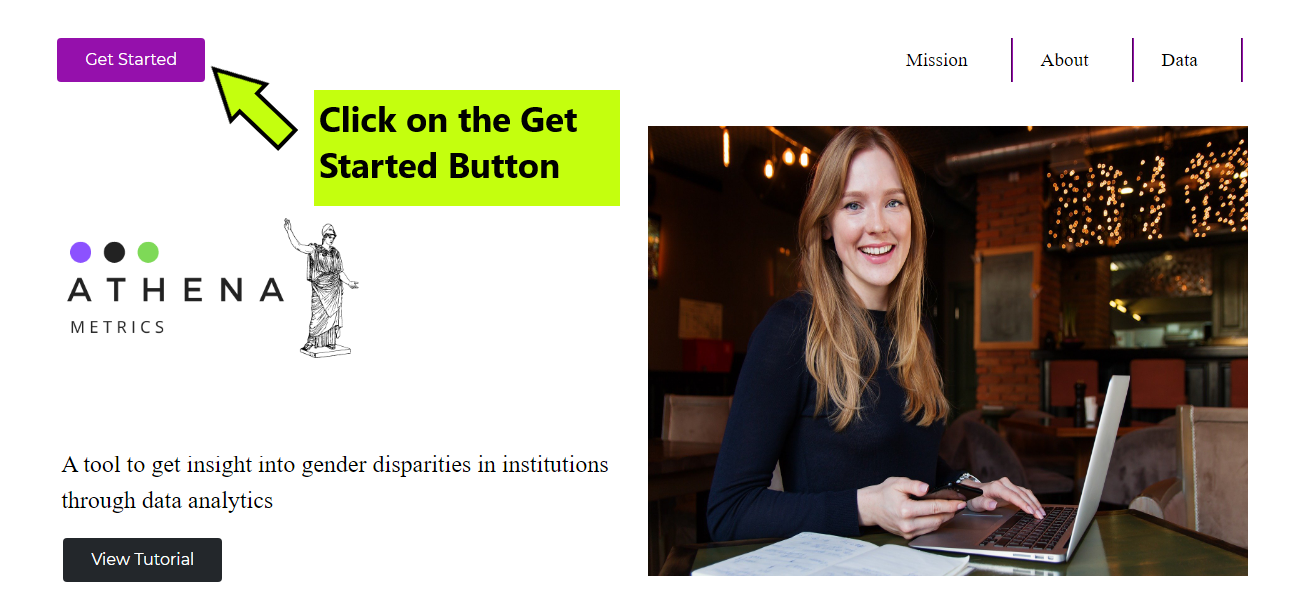 Get Started
Mission
About
Data
Click on the Get
Started Button
ATHENA
METRICS
A tool to get insight into gender disparities in institutions
through data analytics
View Tutorial